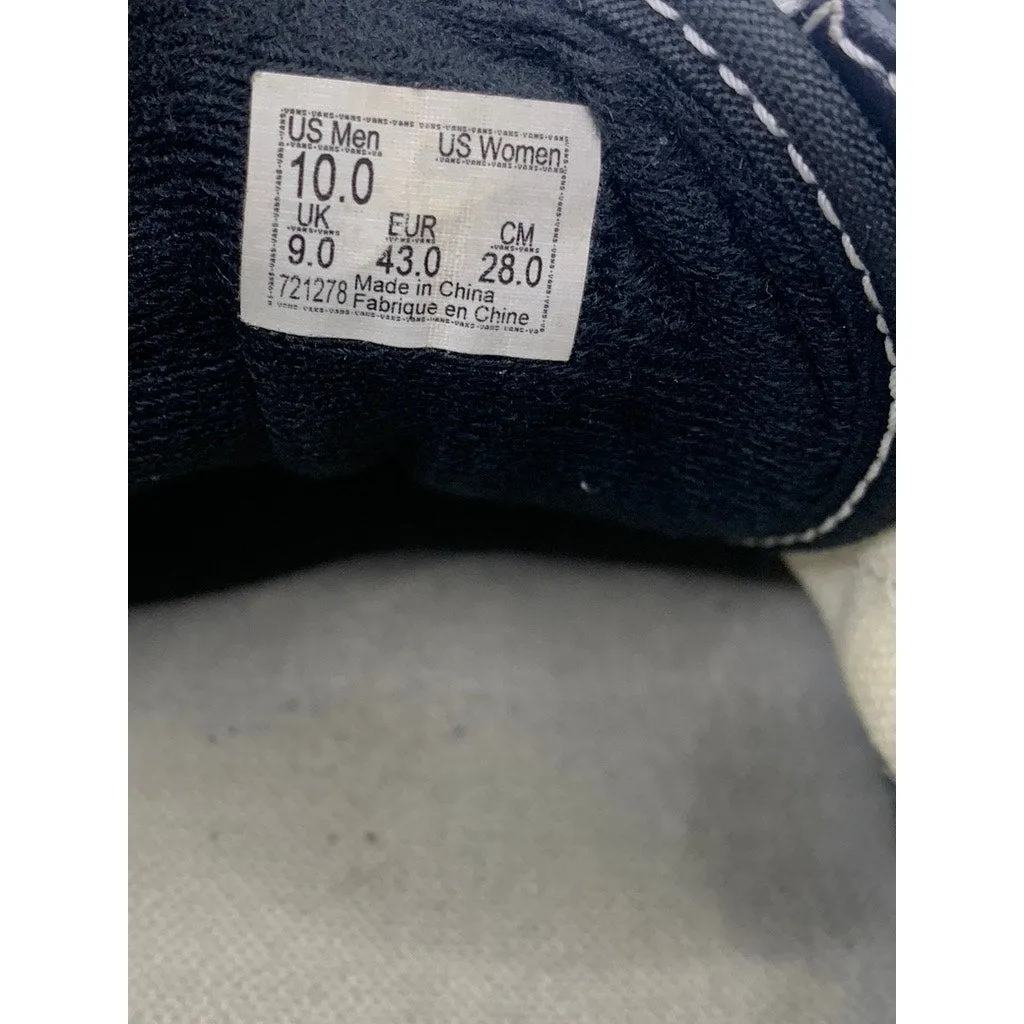 US Men US Women
10.0
UK EUR CM
9.0 43.0 28.0
721278 Made in China
Fabrique en Chine